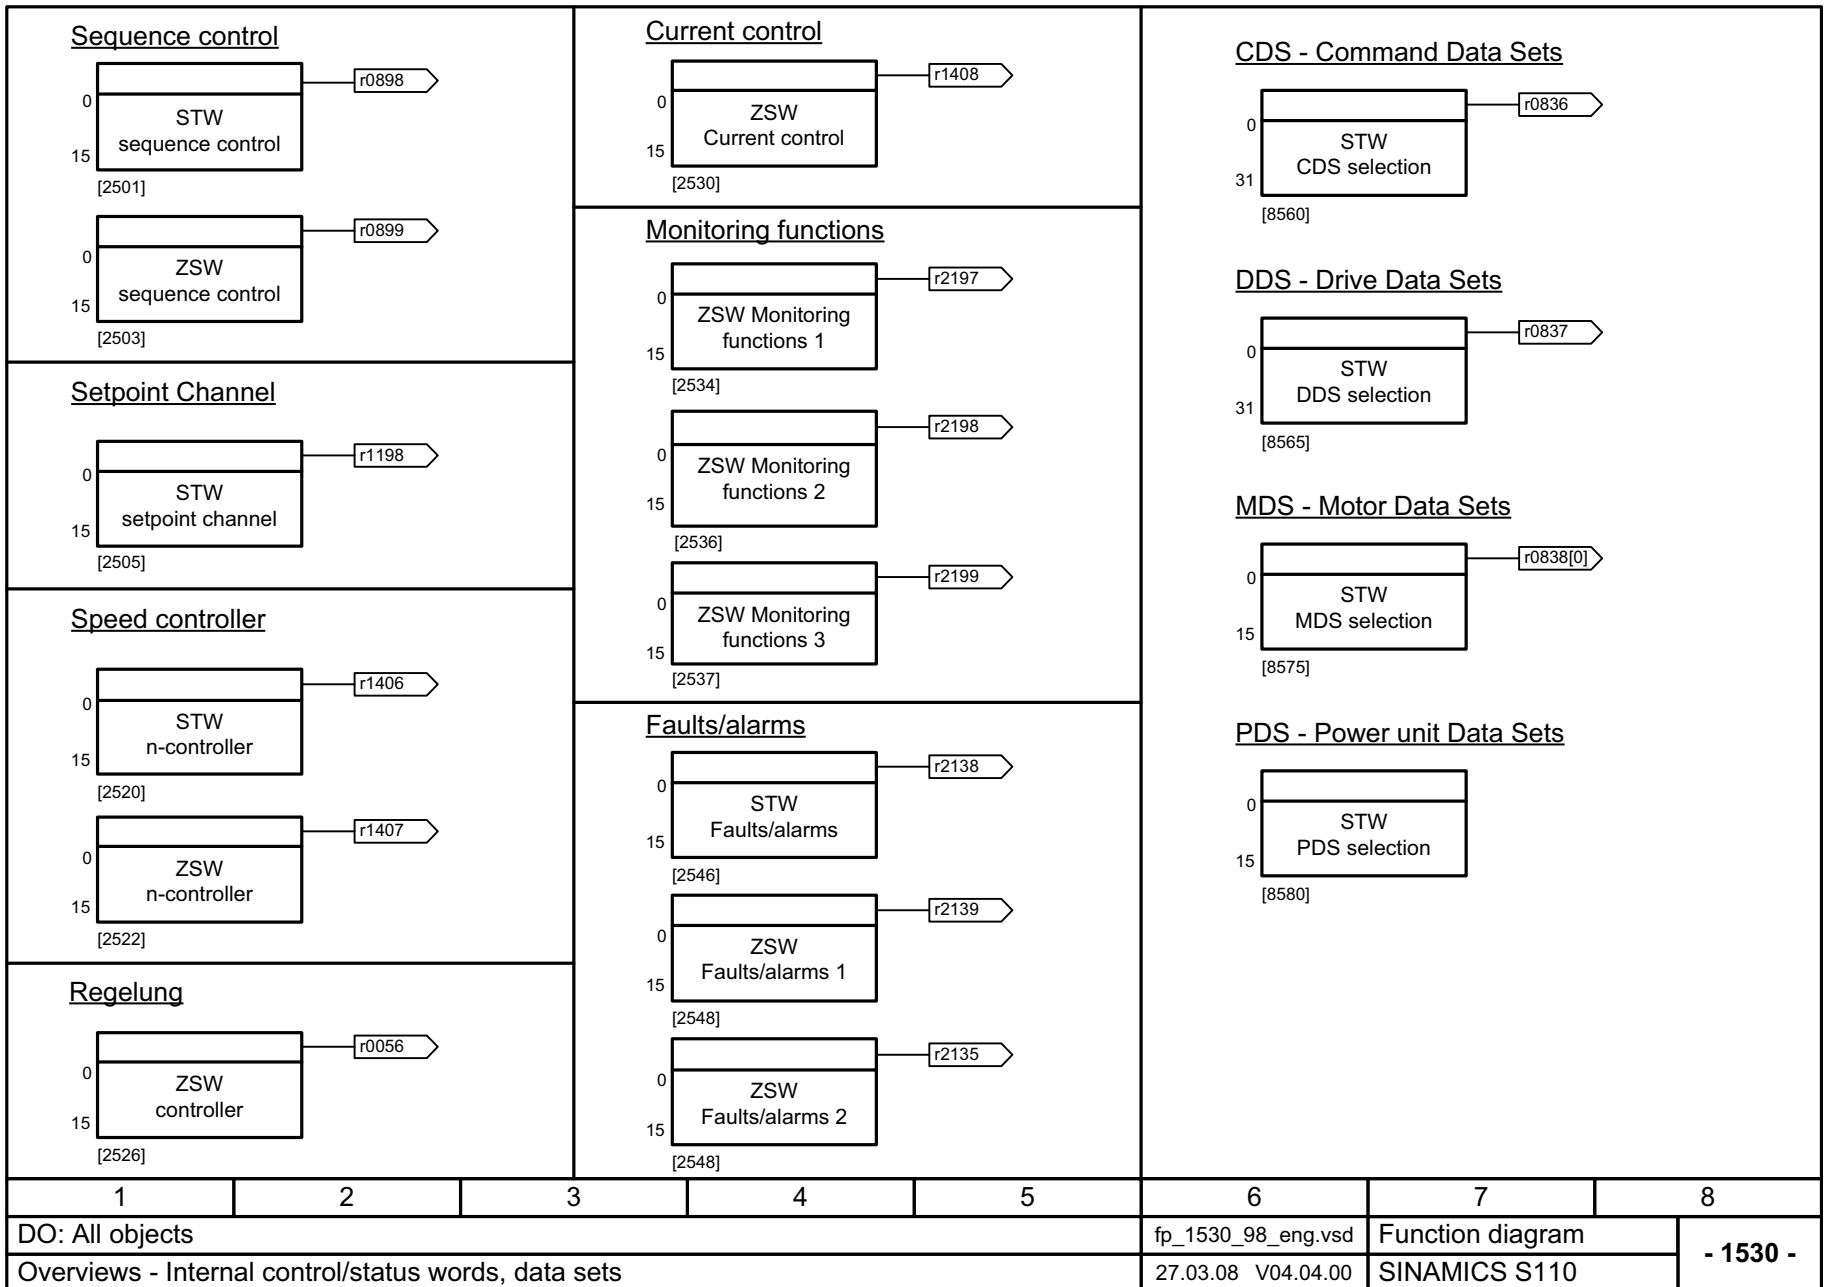 Sequence control
r0898
0
STW
sequence control
15
[2501]
r0899
0
ZSW
sequence control
15
[2503]
Setpoint Channel
r1198
0
STW
setpoint channel
15
[2505]
Speed controller
r1406
0
STW
n-controller
15
[2520]
r1407
0
ZSW
n-controller
15
[2522]
Regelung
r0056
0
ZSW
controller
15
[2526]
Current control
r1408
0
ZSW
Current control
15
[2530]
Monitoring functions
r2197
0
ZSW Monitoring
functions 1
15
[2534]
r2198
0
ZSW Monitoring
functions 2
15
[2536]
r2199
0
ZSW Monitoring
functions 3
15
[2537]
Faults/alarms
r2138
0
STW
Faults/alarms
15
[2546]
r2139
0
ZSW
Faults/alarms 1
15
[2548]
r2135
0
ZSW
Faults/alarms 2
15
[2548]
CDS - Command Data Sets
r0836
0
STW
CDS selection
31
[8560]
DDS - Drive Data Sets
r0837
0
STW
DDS selection
31
[8565]
MDS - Motor Data Sets
r0838[0]
0
STW
MDS selection
15
[8575]
PDS - Power unit Data Sets
0
STW
PDS selection
15
[8580]
1 2 3 4 5 6 7 8
DO: All objects
fp_1530_98_eng.vsd
Function diagram
- 1530 -
Overviews - Internal control/status words, data sets
27.03.08 V04.04.00
SINAMICS S110